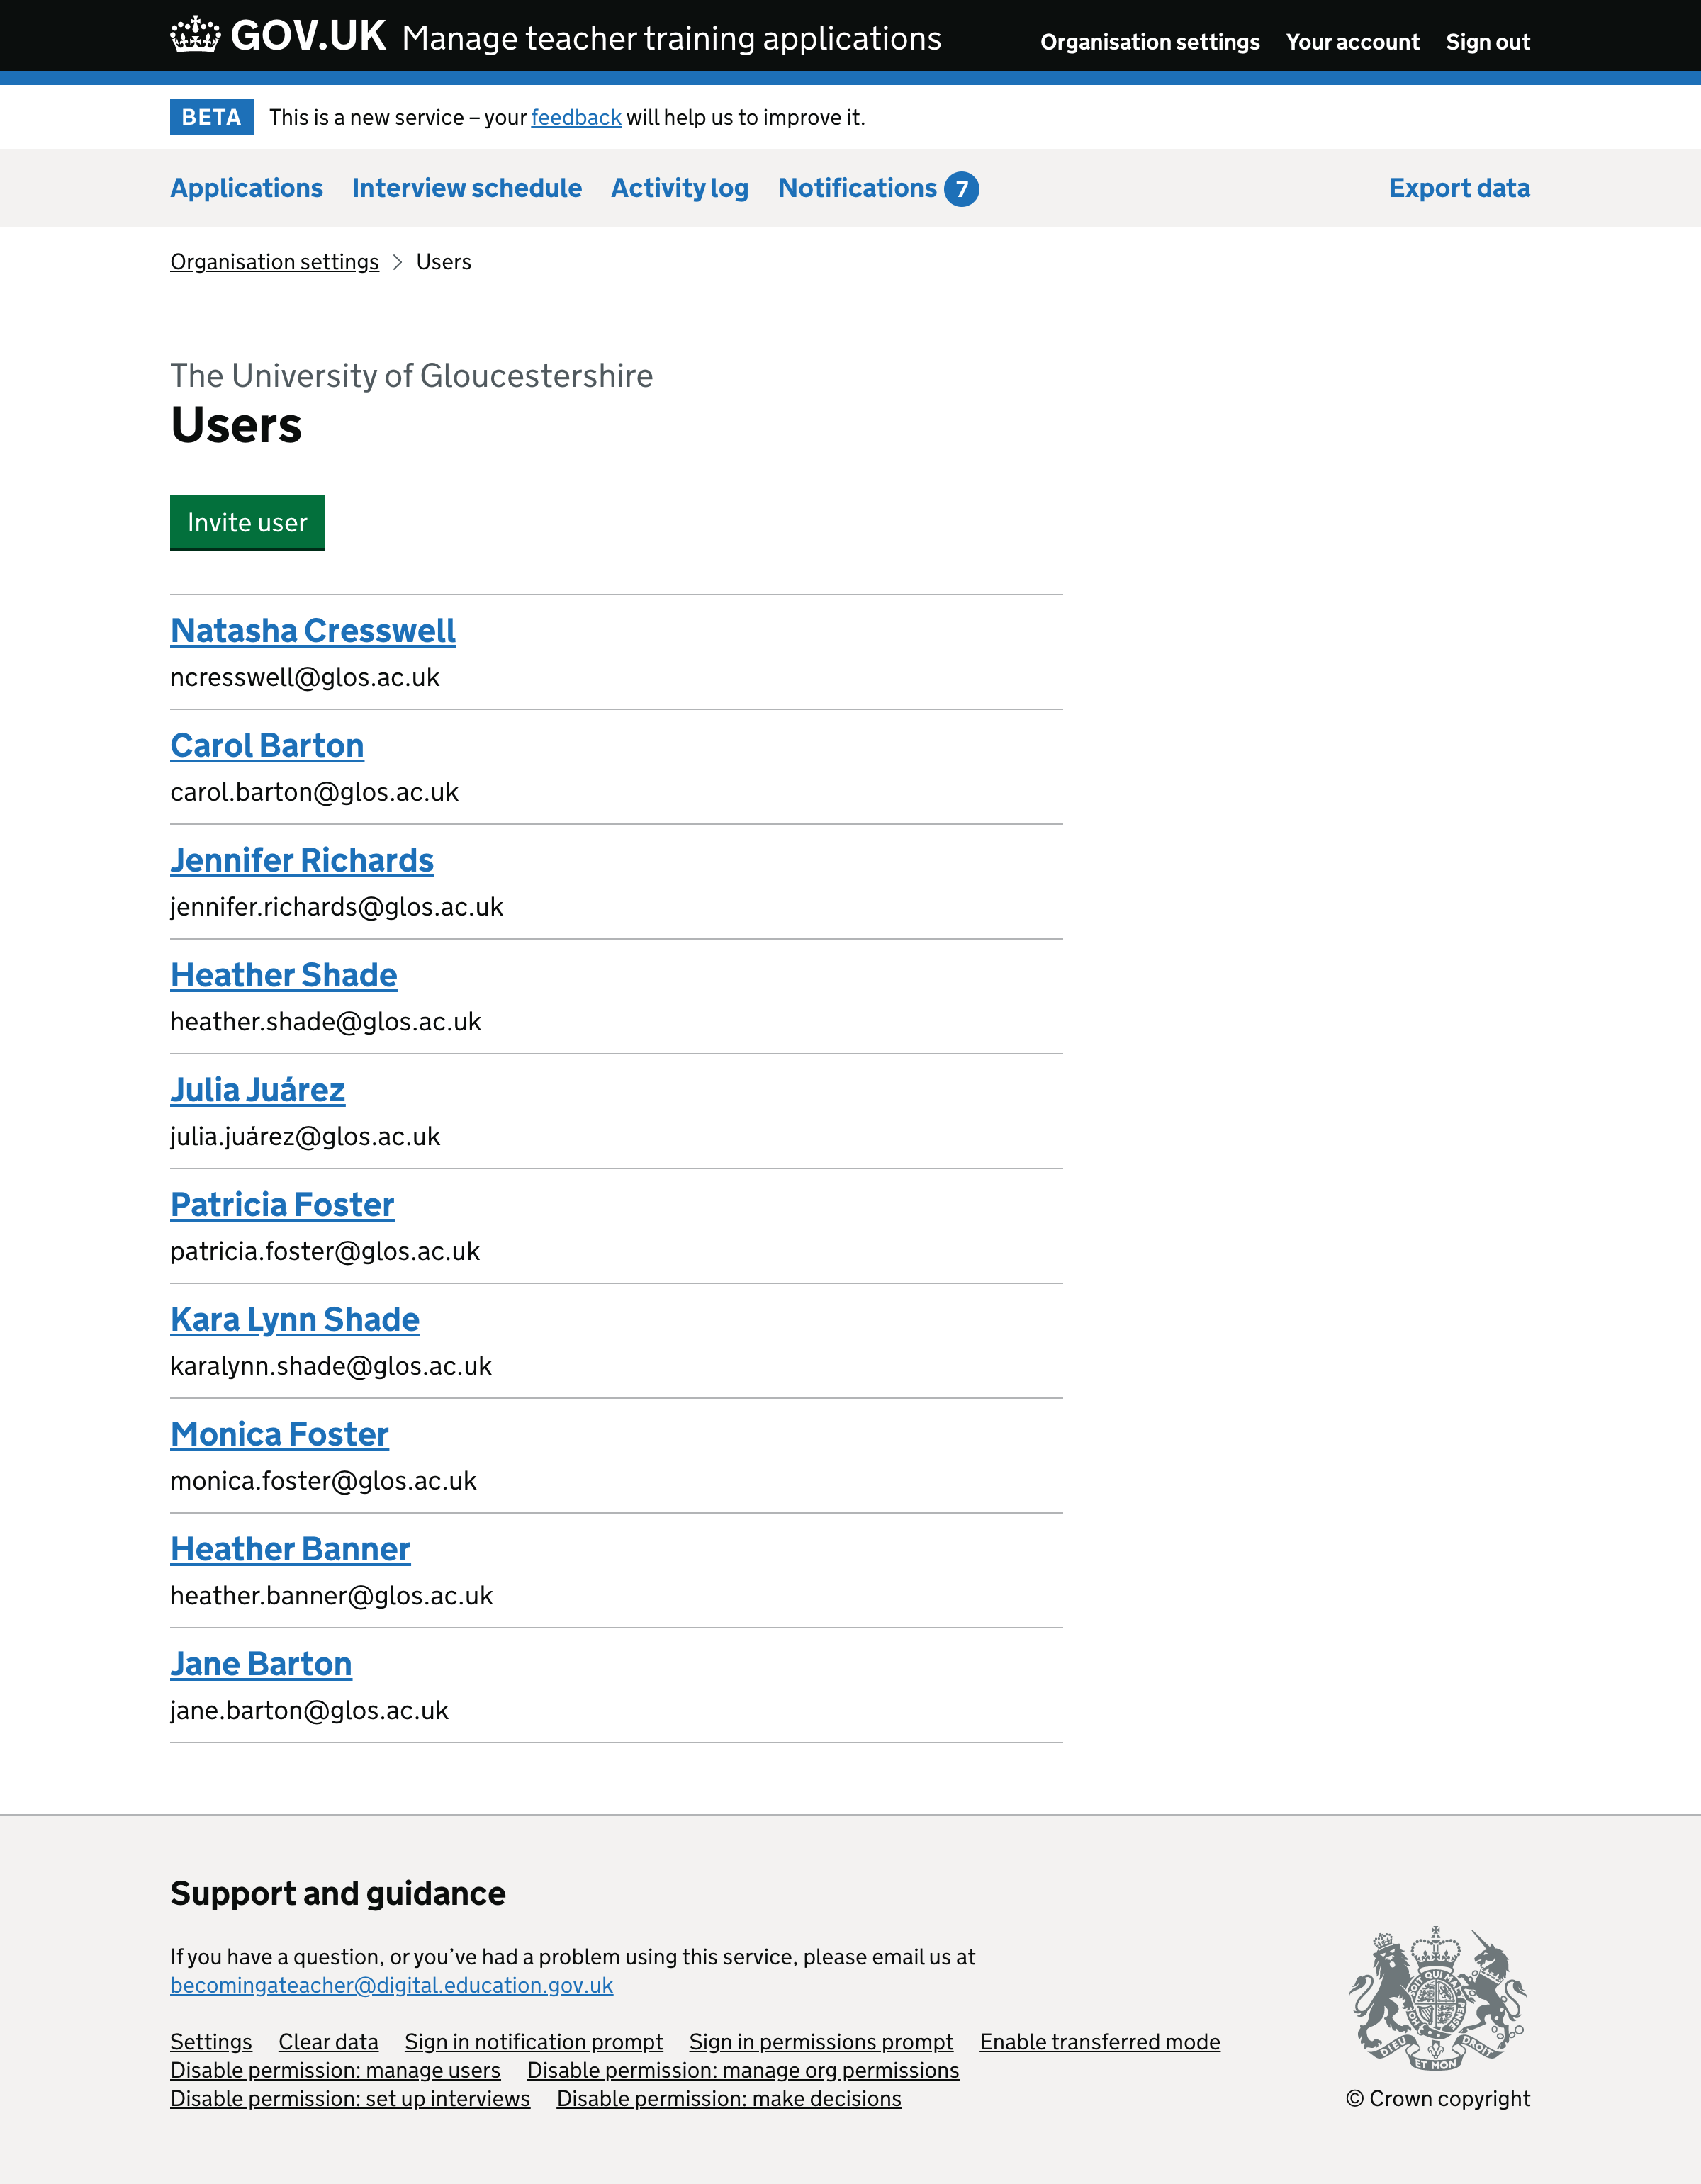 GOV.UK Manage teacher training applications Organisation settings Your account Sign out
BETA This is a new service – your feedback will help us to improve it.
Applications Interview schedule Activity log Notifications 7 Export data
Organisation settings > Users
The University of Gloucestershire
Users
Invite user
Natasha Cresswell
ncresswell@glos.ac.uk
Carol Barton
carol.barton@glos.ac.uk
Jennifer Richards
jennifer.richards@glos.ac.uk
Heather Shade
heather.shade@glos.ac.uk
Julia Juárez
julia.juárez@glos.ac.uk
Patricia Foster
patricia.foster@glos.ac.uk
Kara Lynn Shade
karalynn.shade@glos.ac.uk
Monica Foster
monica.foster@glos.ac.uk
Heather Banner
heather.banner@glos.ac.uk
Jane Barton
jane.barton@glos.ac.uk
Support and guidance
If you have a question, or you’ve had a problem using this service, please email us at
becomingateacher@digital.education.gov.uk
Settings Clear data Sign in notification prompt Sign in permissions prompt Enable transferred mode
Disable permission: manage users Disable permission: manage org permissions
Disable permission: set up interviews Disable permission: make decisions
DIEU ET MON DROIT
© Crown copyright